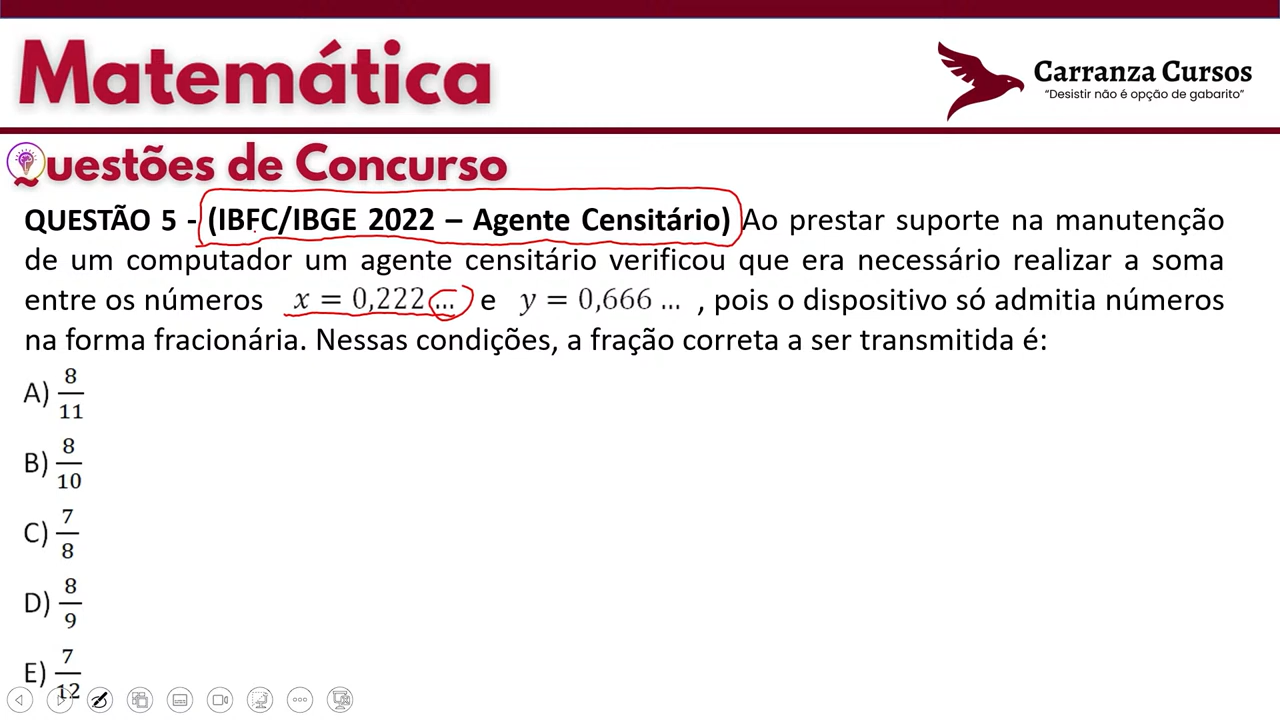 Matemática
Carranza Cursos
“Desistir não é opção de gabarito”
Questões de Concurso
QUESTÃO 5 - (IBFC/IBGE 2022 – Agente Censitário) Ao prestar suporte na manutenção
de um computador um agente censitário verificou que era necessário realizar a soma
entre os números x = 0,222 ... e y = 0,666 ... , pois o dispositivo só admitia números
na forma fracionária. Nessas condições, a fração correta a ser transmitida é:
A) 8/11
B) 8/10
C) 7/8
D) 8/9
E) 7/12